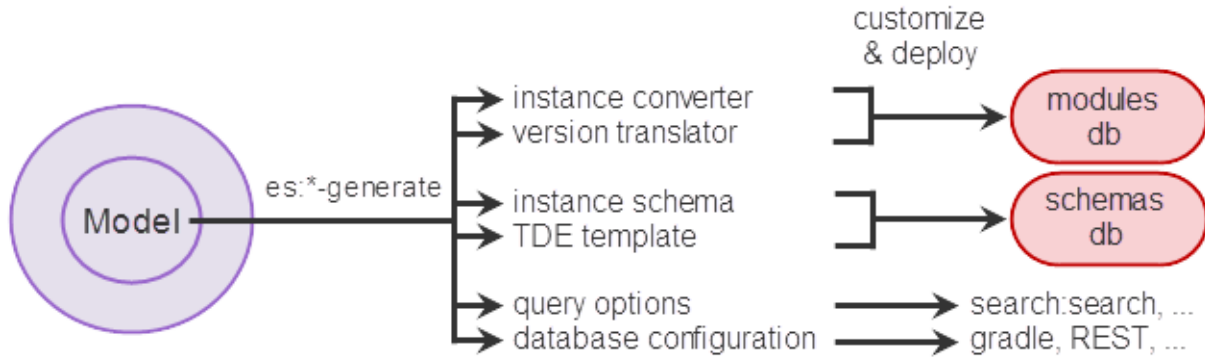 customize
& deploy
instance converter
version translator
modules
db
es:*-generate
Model
instance schema
TDE template
schemas
db
query options
search:search, ...
database configuration
gradle, REST, ...